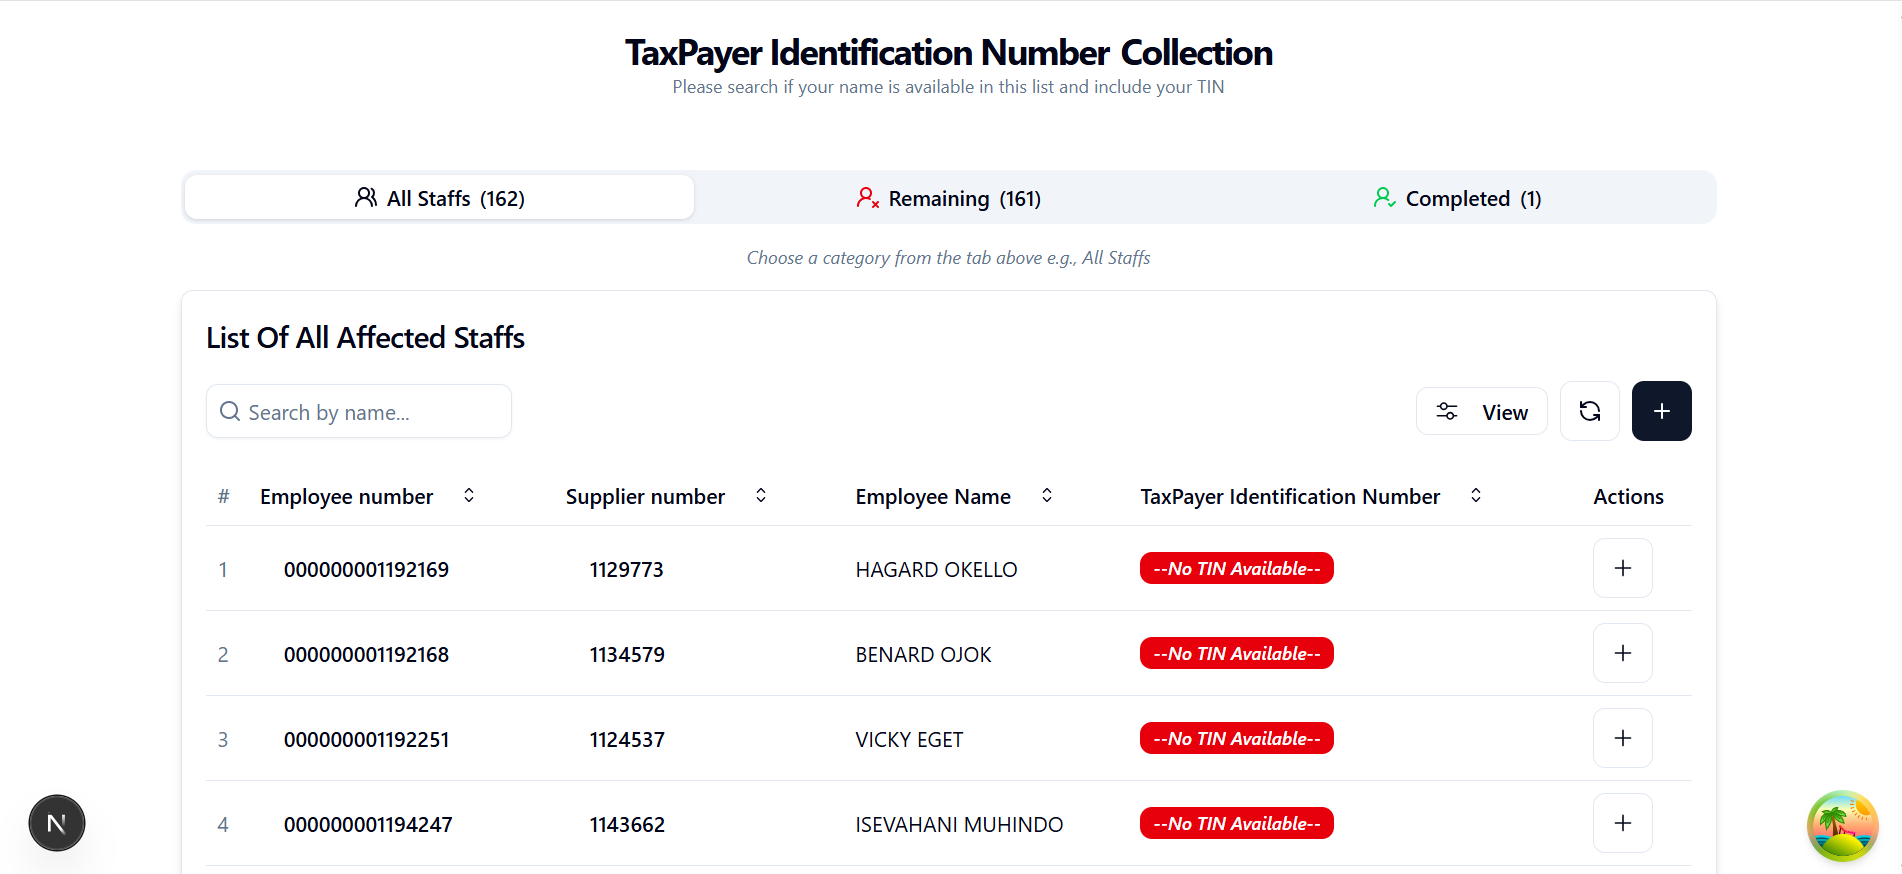 TaxPayer Identification Number Collection
Please search if your name is available in this list and include your TIN
All Staffs (162)
Remaining (161)
Completed (1)
Choose a category from the tab above e.g., All Staffs
List Of All Affected Staffs
Search by name...
View
# Employee number Supplier number Employee Name TaxPayer Identification Number Actions
1 000000001192169 1129773 HAGARD OKELLO --No TIN Available--
2 000000001192168 1134579 BENARD OJOK --No TIN Available--
3 000000001192251 1124537 VICKY EGET --No TIN Available--
4 000000001194247 1143662 ISEVAHANI MUHINDO --No TIN Available--
N